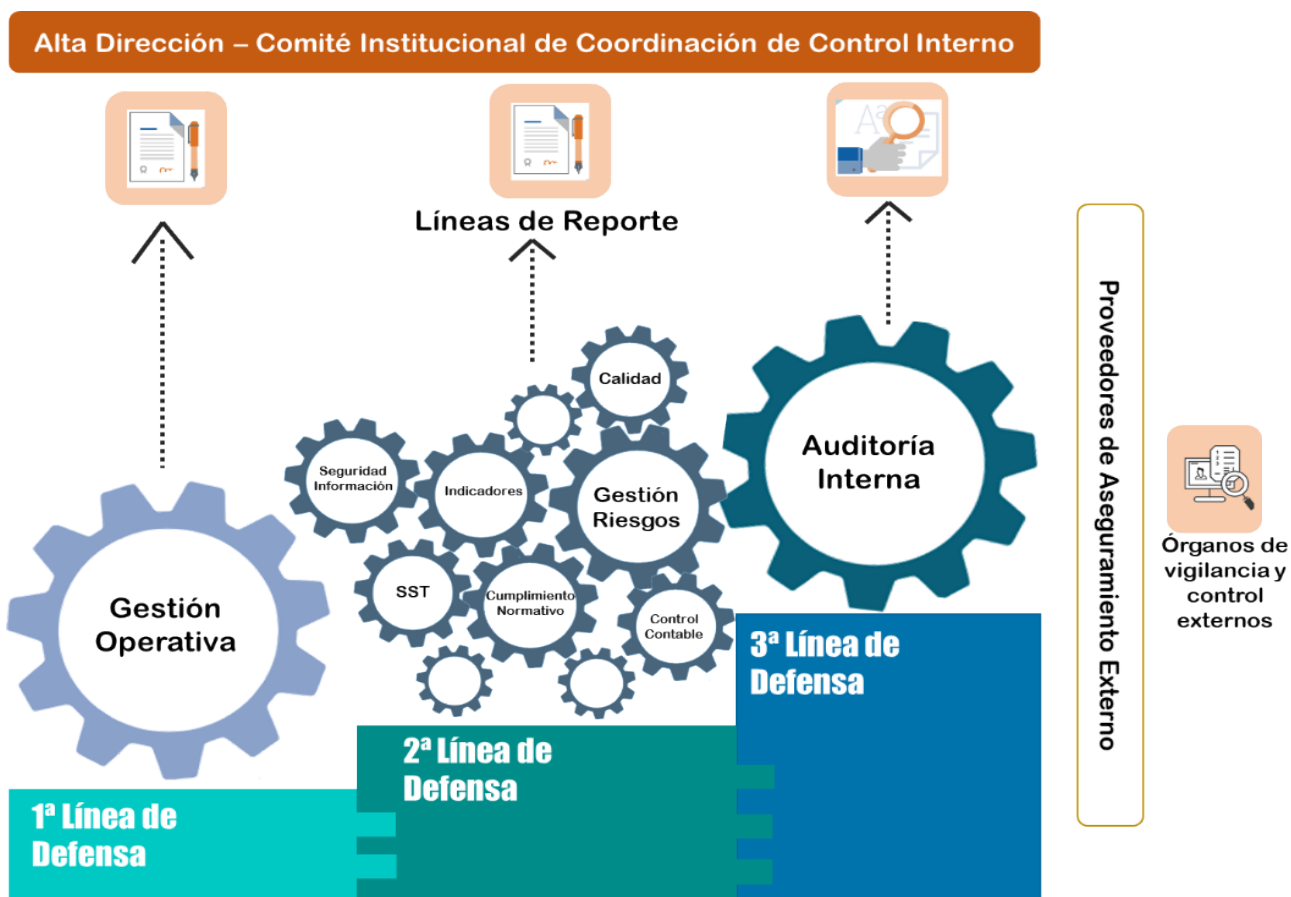 Alta Dirección – Comité Institucional de Coordinación de Control Interno
Líneas de Reporte
Calidad
Seguridad
Información
Indicadores
Gestión
Riesgos
Auditoría
Interna
SST
Cumplimiento
Normativo
Control
Contable
Gestión
Operativa
1ª Línea de
Defensa
2ª Línea de
Defensa
3ª Línea de
Defensa
Proveedores de Aseguramiento Externo
Órganos de
vigilancia y
control
externos